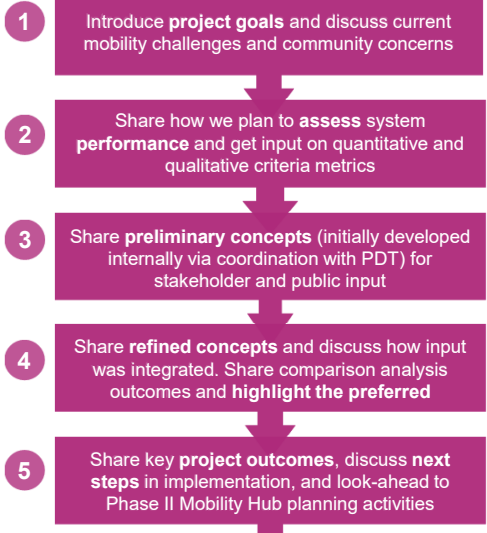 1
Introduce project goals and discuss current
mobility challenges and community concerns
2
Share how we plan to assess system
performance and get input on quantitative and
qualitative criteria metrics
3
Share preliminary concepts (initially developed
internally via coordination with PDT) for
stakeholder and public input
4
Share refined concepts and discuss how input
was integrated. Share comparison analysis
outcomes and highlight the preferred
5
Share key project outcomes, discuss next
steps in implementation, and look-ahead to
Phase II Mobility Hub planning activities